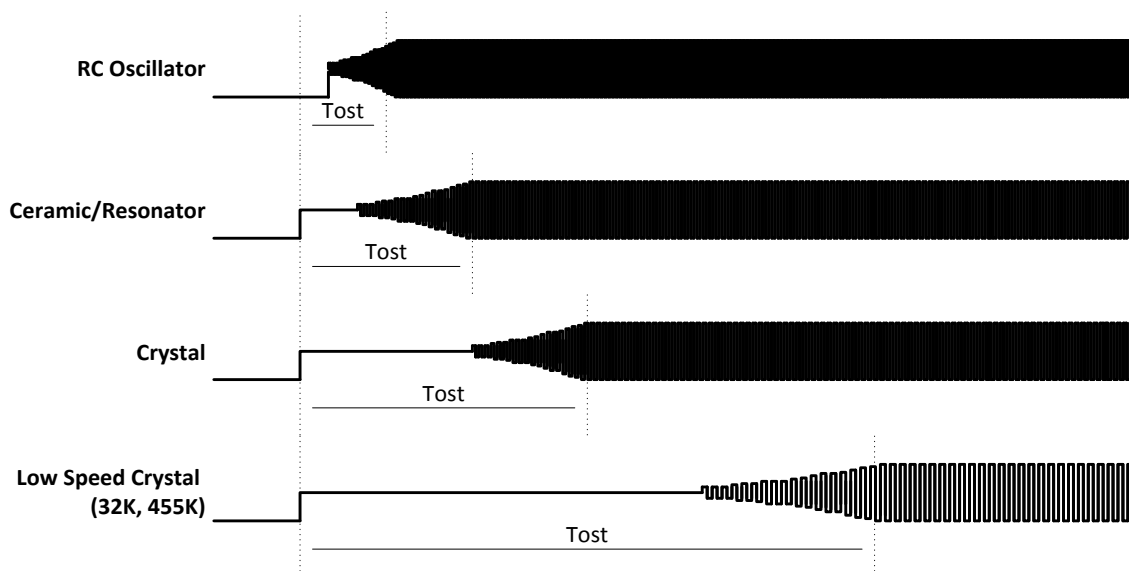 RC Oscillator
Tost
Ceramic/Resonator
Tost
Crystal
Tost
Low Speed Crystal
(32K, 455K)
Tost